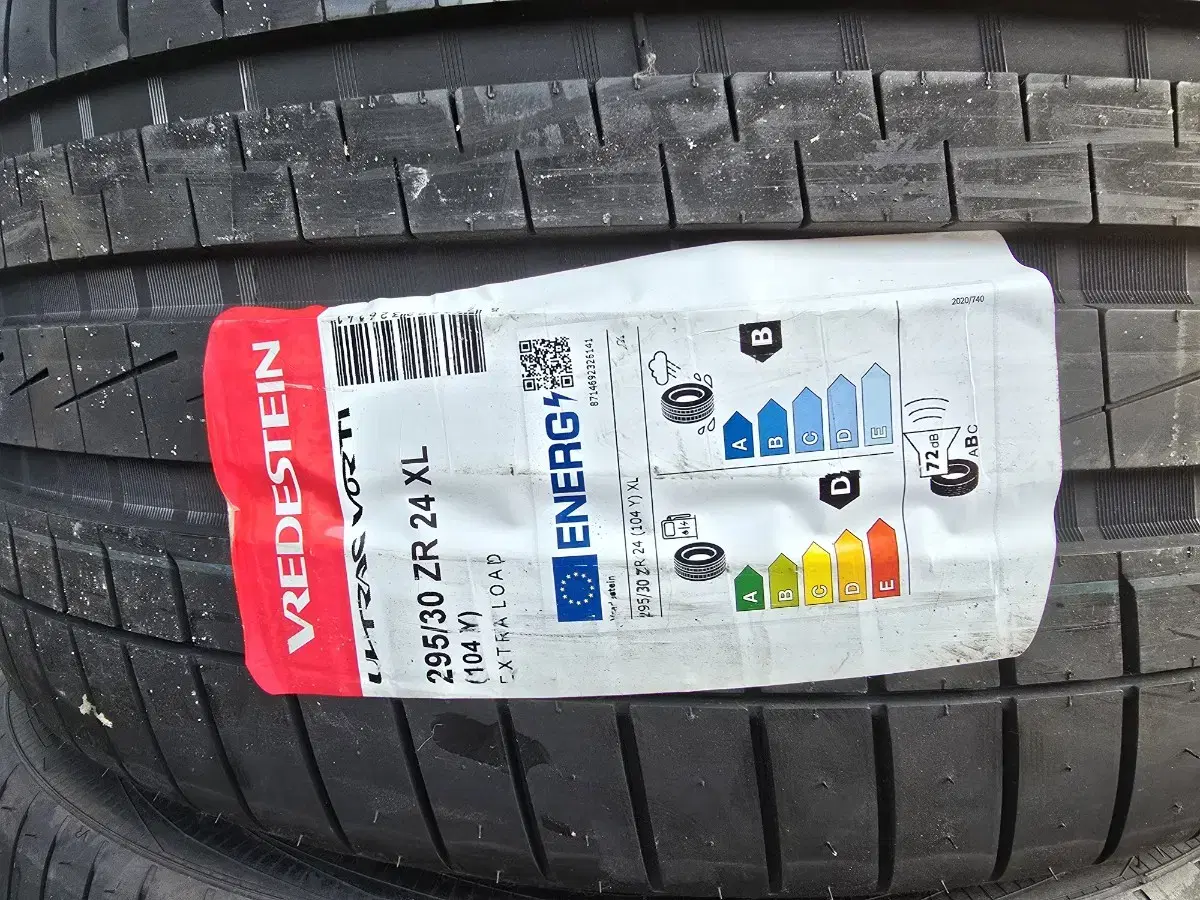 VREDESTEIN
ULTRAC VORTI
295/30 ZR 24 XL
(104 Y)
EXTRA LOAD
ENERG
8714692326141
295/30 ZR 24 (104 Y) XL
B
A
B
C
D
E
D
A
B
C
D
E
72dB
ABC
2020/740